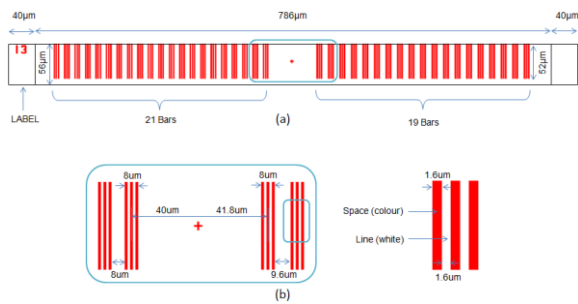 40µm 786µm 40µm
13
56µm 52µm
LABEL
21 Bars 19 Bars
(a)
8um 8um 1.6um
40um 41.8um
Space (colour)
Line (white)
8um 9.6um 1.6um
(b)